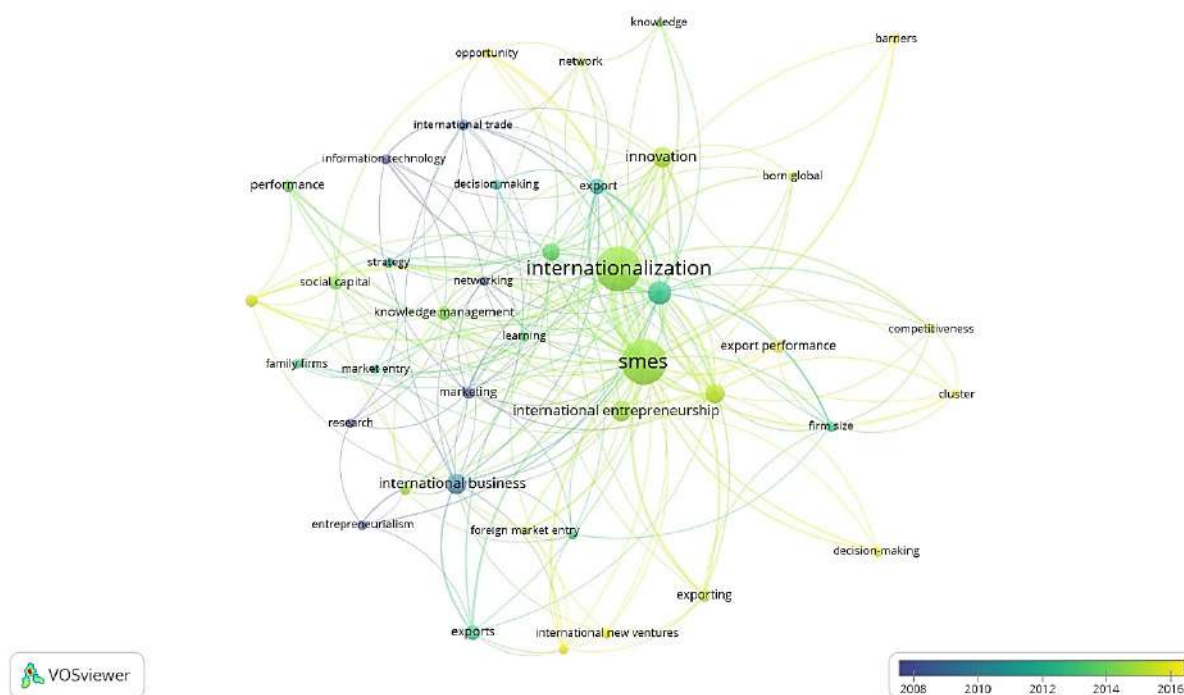 knowledge
barriers
opportunity
network
international trade
innovation
information technology
born global
performance
decision making
export
strategy
internationalization
social capital
networking
knowledge management
learning
competitiveness
export performance
smes
family firms
market entry
marketing
cluster
international entrepreneurship
research
firm size
international business
entrepreneurialism
foreign market entry
decision-making
exporting
exports
international new ventures
VOSviewer
2008 2010 2012 2014 2016